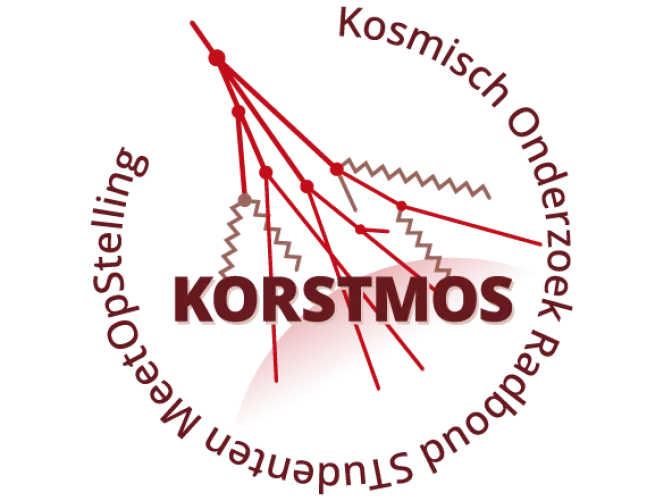 Kosmisch Onderzoek Radboud STudenten MeetOpStelling
KORSTMOS